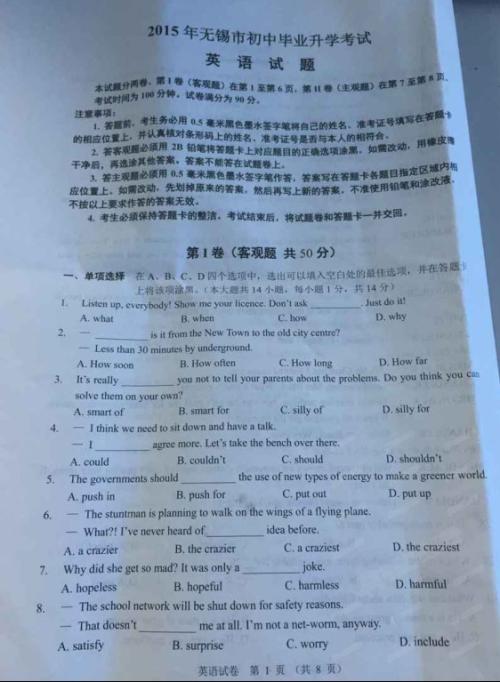 2015 年无锡市初中毕业升学考试
英 语 试 题
本试题分两卷，第 I 卷（客观题）在第 1 至第 6 页，第 II 卷（主观题）在第 7 至第 8 页。
考试时间为 100 分钟。试卷满分为 90 分。
注意事项：
1. 答题前，考生务必用 0.5 毫米黑色墨水签字笔将自己的姓名、准考证号填写在答题卡
的相应位置上，并认真核对条形码上的姓名、准考证号是否与本人的相符合。
2. 答客观题必须用 2B 铅笔将答题卡上对应题目的正确选项涂黑。如需改动，用橡皮擦
干净后，再选涂其他答案。答案不能答在试题卷上。
3. 答主观题必须用 0.5 毫米黑色墨水签字笔作答，答案写在答题卡各题目指定区域内相
应位置上。如需改动，先划掉原来的答案，然后再写上新的答案，不准使用铅笔和涂改液。
不按以上要求作答的答案无效。
4. 考生必须保持答题卡的整洁。考试结束后，将试题卷和答题卡一并交回。
第 I 卷（客观题 共 50 分）
一、单项选择 在 A、B、C、D 四个选项中，选出可以填入空白处的最佳选项，并在答题卡
上将该项涂黑。（本大题共 14 小题，每小题 1 分，共 14 分）
1. Listen up, everybody! Show me your licence. Don't ask ________. Just do it!
A. what B. when C. how D. why
2. — ________ is it from the New Town to the old city centre?
— Less than 30 minutes by underground.
A. How soon B. How often C. How long D. How far
3. It's really ________ you not to tell your parents about the problems. Do you think you can
solve them on your own?
A. smart of B. smart for C. silly of D. silly for
4. — I think we need to sit down and have a talk.
— I ________ agree more. Let's take the bench over there.
A. could B. couldn't C. should D. shouldn't
5. The governments should ________ the use of new types of energy to make a greener world.
A. push in B. push for C. put out D. put up
6. — The stuntman is planning to walk on the wings of a flying plane.
— What?! I've never heard of ________ idea before.
A. a crazier B. the crazier C. a craziest D. the craziest
7. Why did she get so mad? It was only a ________ joke.
A. hopeless B. hopeful C. harmless D. harmful
8. — The school network will be shut down for safety reasons.
— That doesn't ________ me at all. I'm not a net-worm, anyway.
A. satisfy B. surprise C. worry D. include
英语试卷 第 1 页 （共 8 页）